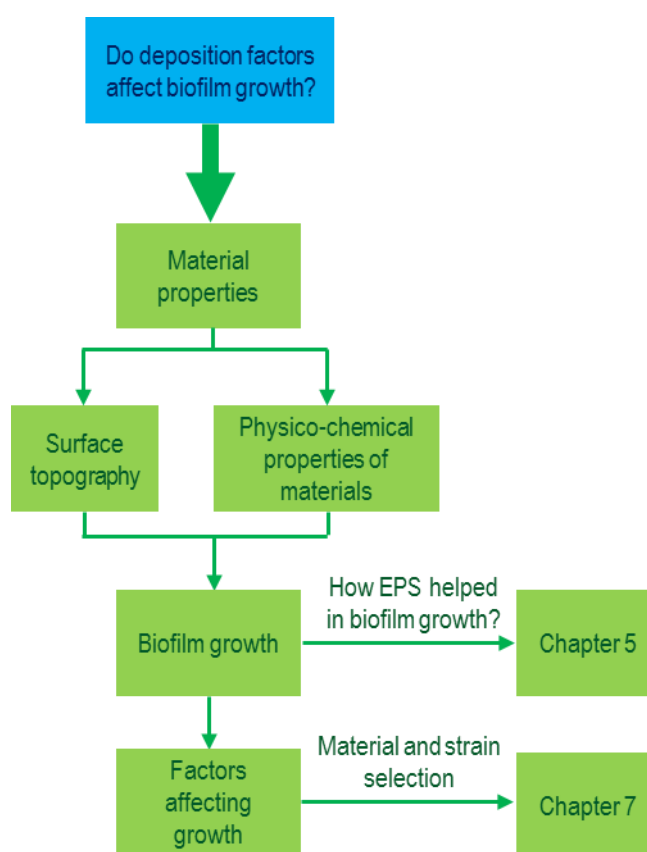 Do deposition factors
affect biofilm growth?
Material
properties
Surface
topography
Physico-chemical
properties of
materials
Biofilm growth
How EPS helped
in biofilm growth?
Chapter 5
Factors
affecting
growth
Material and strain
selection
Chapter 7